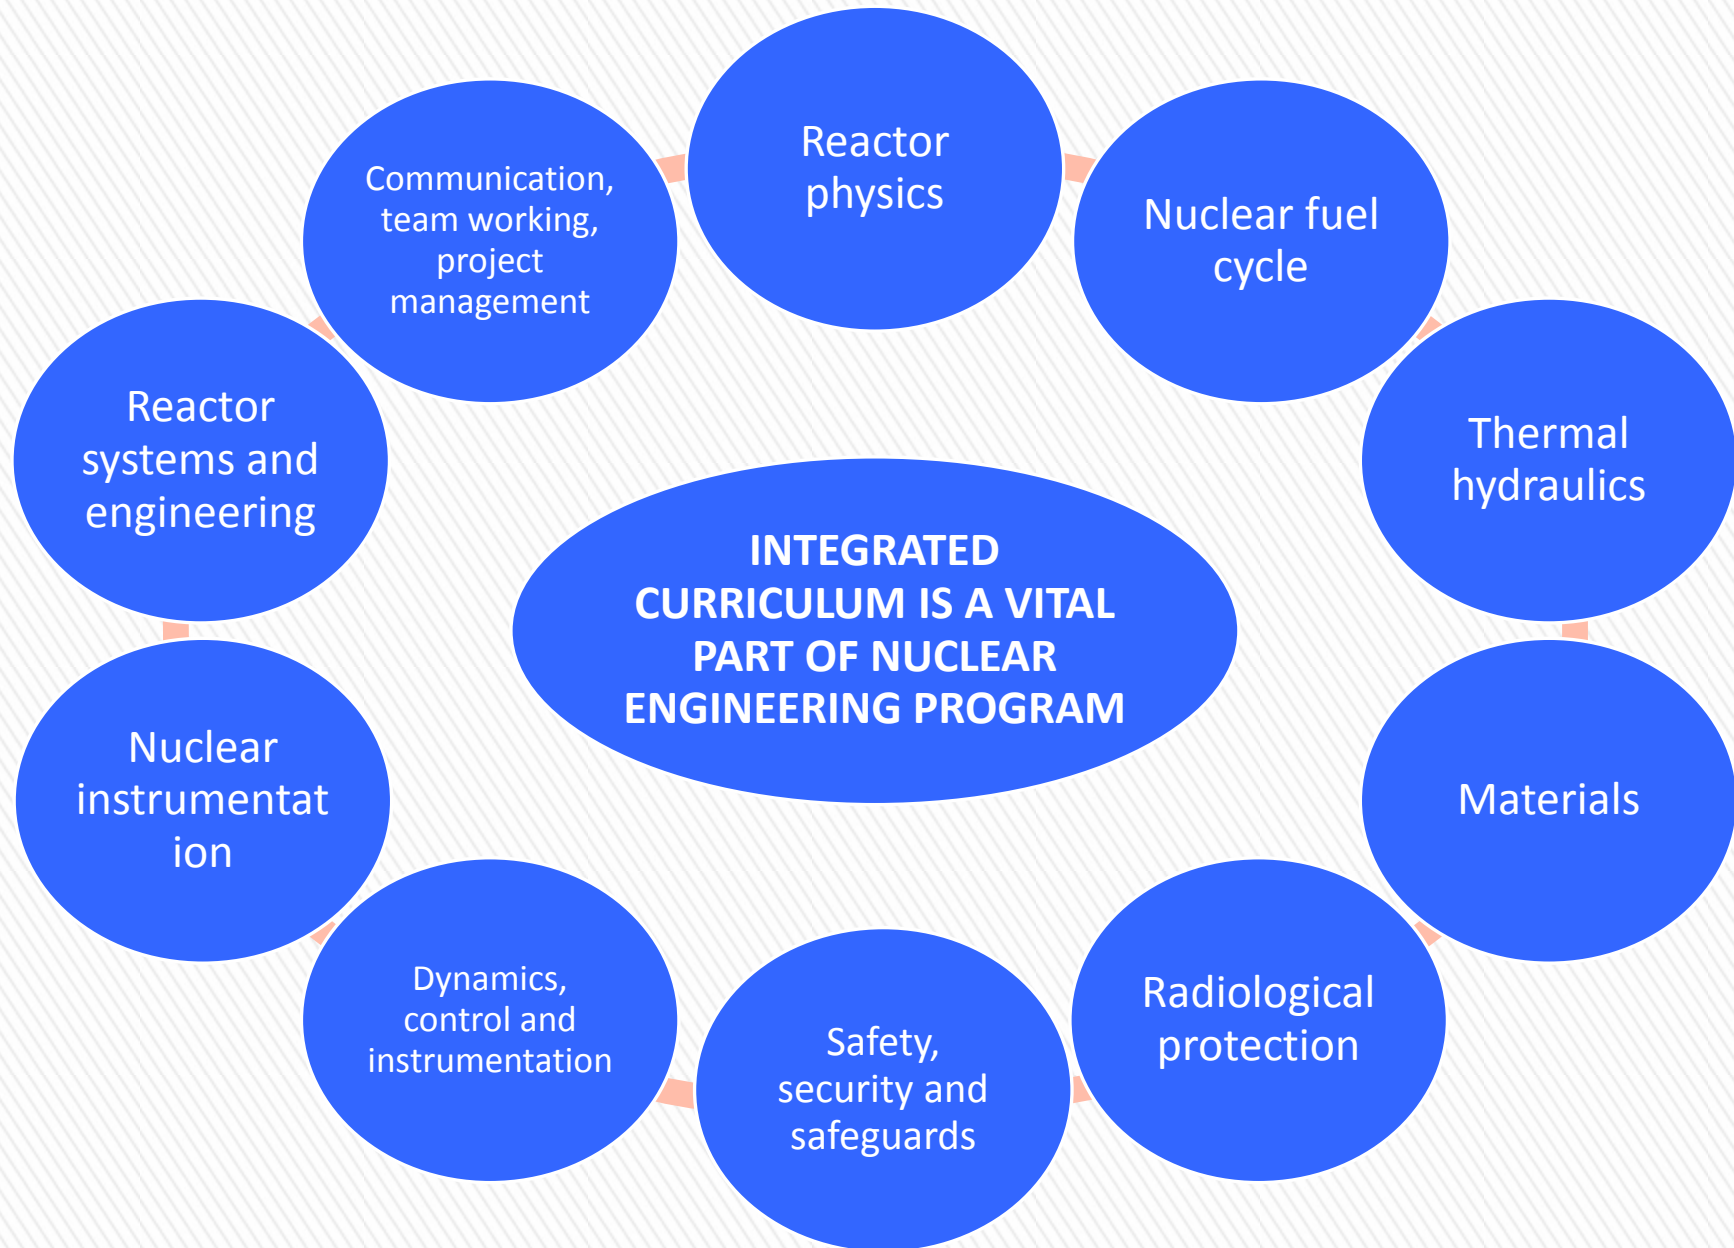 Reactor
physics
Nuclear fuel
cycle
Thermal
hydraulics
Materials
Radiological
protection
Safety,
security and
safeguards
Dynamics,
control and
instrumentation
Nuclear
instrumentat
ion
Reactor
systems and
engineering
Communication,
team working,
project
management
INTEGRATED
CURRICULUM IS A VITAL
PART OF NUCLEAR
ENGINEERING PROGRAM